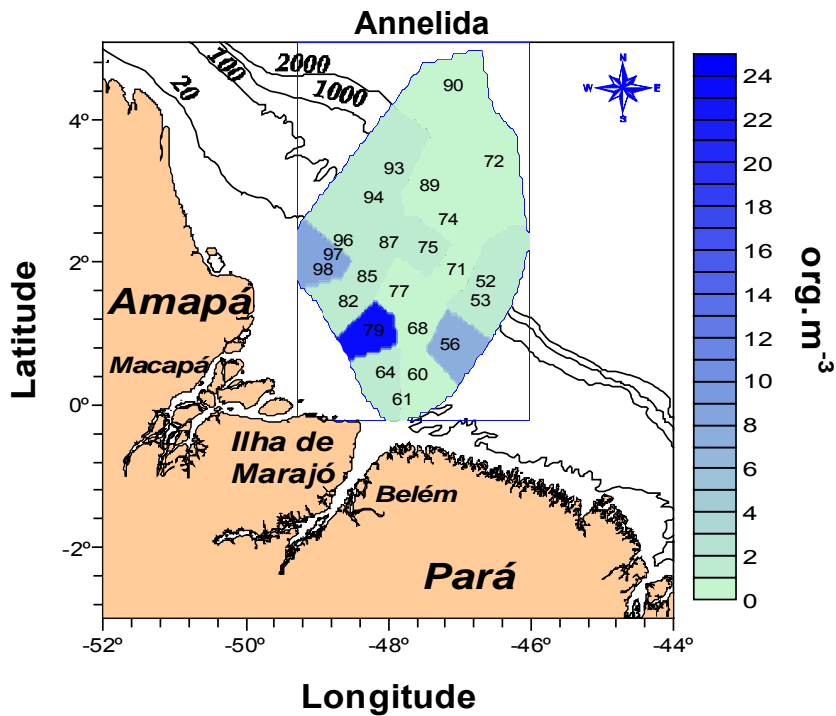 Annelida
N
W E
S
2000
100
1000
20
90
93
72
94
89
74
96
87
75
97
98
85
71
52
77
53
82
79
68
56
64
60
61
Amapá
Macapá
Ilha de
Marajó
Belém
Pará
4º
2º
0º
-2º
-52º -50º -48º -46º -44º
Latitude
Longitude
24
22
20
18
16
14
12
10
8
6
4
2
0
org.m-3